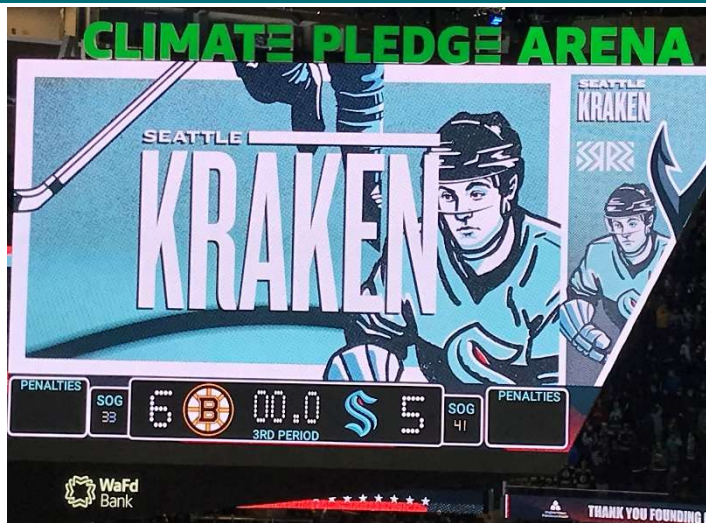 CLIMATE PLEDGE ARENA
SEATTLE
KRAKEN
SEATTLE
KRAKEN
PENALTIES
SOG
33
6
B
00.0
3RD PERIOD
5
SOG
41
PENALTIES
WaFd
Bank
THANK YOU FOUNDING